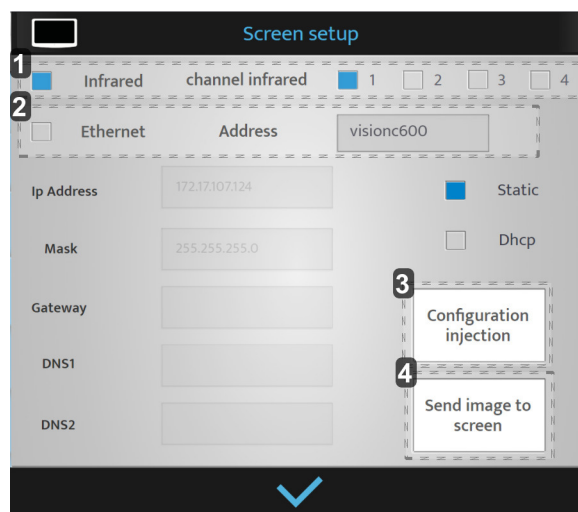 Screen setup
1
Infrared channel infrared 1 2 3 4
2
Ethernet Address visionc600
Ip Address 172.17.107.124 Static
Mask 255.255.255.0 Dhcp
3
Gateway
Configuration
injection
DNS1
4
Send image to
screen
DNS2